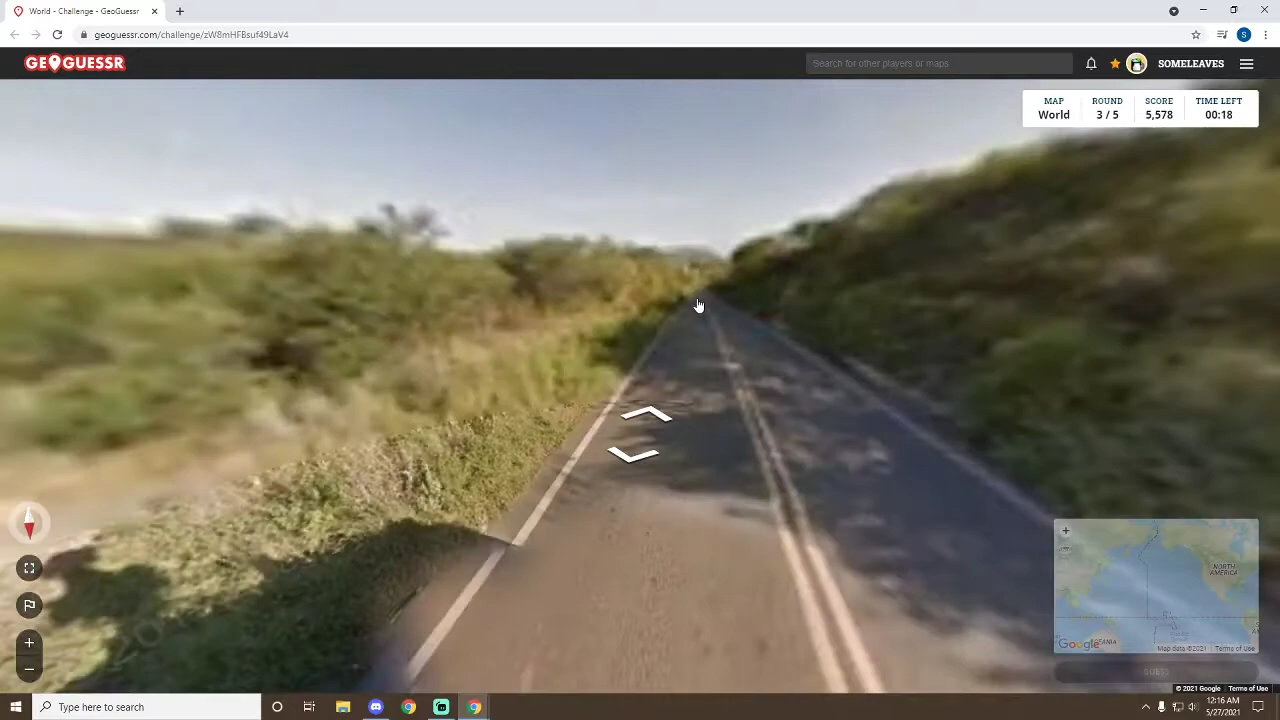 World - Challenge - GeoGuessr
geoguessr.com/challenge/zW8mHFBsuf49LaV4
S
GEOGUESSR
Search for other players or maps
SOMELEAVES
MAP ROUND SCORE TIME LEFT
World 3 / 5 5,578 00:18
NORTH
AMERICA
OCEANIA
Google
Map data ©2021 Terms of Use
GUESS
© 2021 Google Terms of Use
Type here to search
12:16 AM
5/27/2021